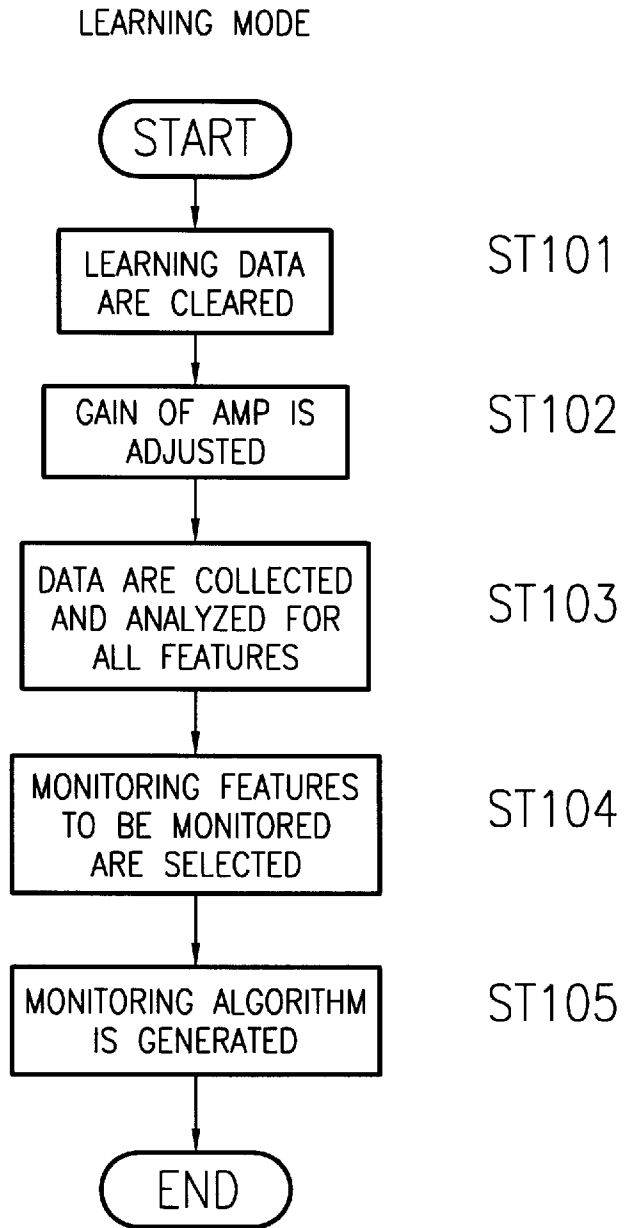 LEARNING MODE
START
LEARNING DATA
ARE CLEARED
ST101
GAIN OF AMP IS
ADJUSTED
ST102
DATA ARE COLLECTED
AND ANALYZED FOR
ALL FEATURES
ST103
MONITORING FEATURES
TO BE MONITORED
ARE SELECTED
ST104
MONITORING ALGORITHM
IS GENERATED
ST105
END